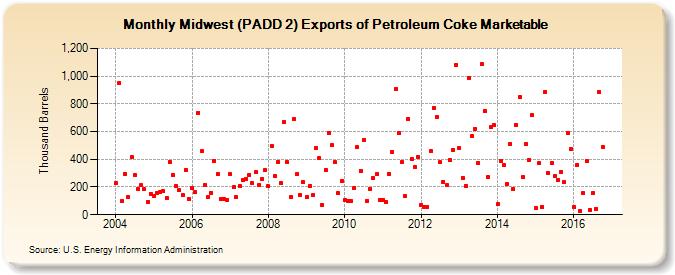 Monthly Midwest (PADD 2) Exports of Petroleum Coke Marketable
Thousand Barrels
1,200
1,000
800
600
400
200
0
2004 2006 2008 2010 2012 2014 2016
Source: U.S. Energy Information Administration